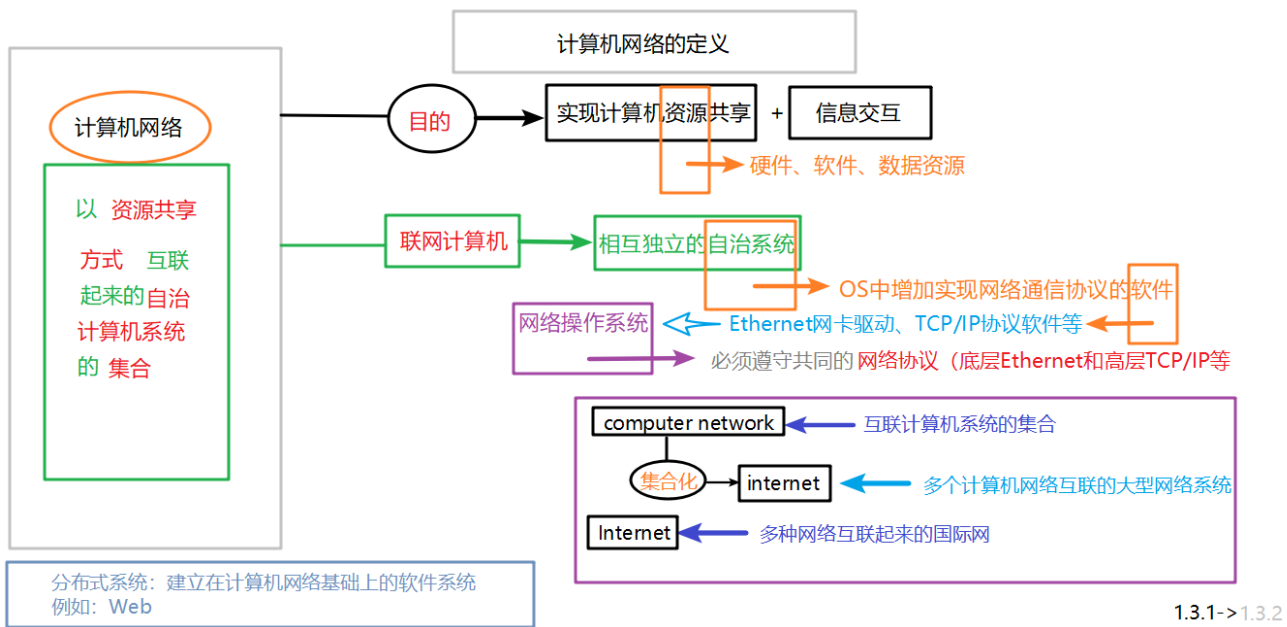 计算机网络的定义
计算机网络
以 资源共享
方式 互联
起来的自治
计算机系统
的 集合
目的
实现计算机资源共享 + 信息交互
硬件、软件、数据资源
联网计算机
相互独立的自治系统
OS中增加实现网络通信协议的软件
网络操作系统
Ethernet网卡驱动、TCP/IP协议软件等
必须遵守共同的 网络协议（底层Ethernet和高层TCP/IP等
computer network
互联计算机系统的集合
集合化
internet
多个计算机网络互联的大型网络系统
Internet
多种网络互联起来的国际网
分布式系统：建立在计算机网络基础上的软件系统
例如：Web
1.3.1->1.3.2